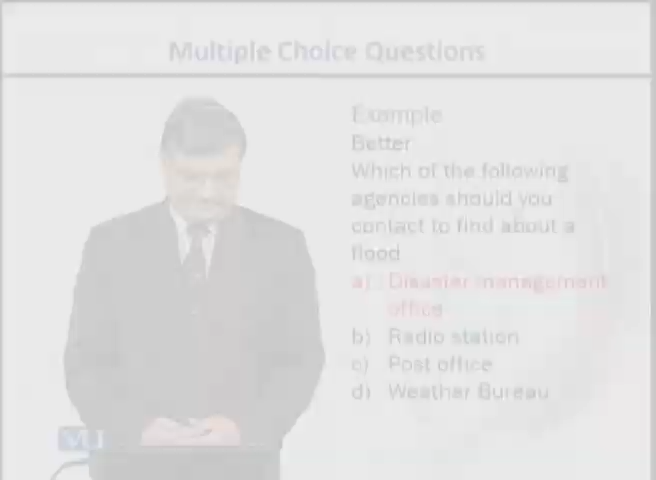 Multiple Choice Questions
Example
Better
Which of the following
agencies should you
contact to find about a
flood
a) Disaster management
office
b) Radio station
c) Post office
d) Weather Bureau
VU